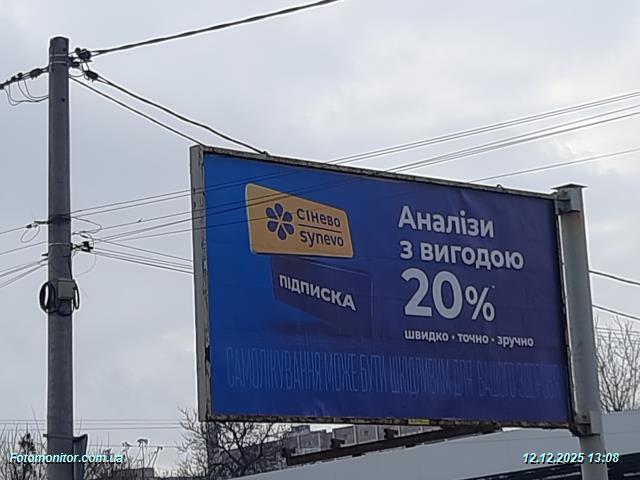 Сінево
synevo
ПІДПИСКА
Аналізи
з вигодою
20%*
швидко • точно • зручно
САМОЛІКУВАННЯ МОЖЕ БУТИ ШКІДЛИВИМ ДЛЯ ВАШОГО ЗДОРОВ'Я
Fotomonitor.com.ua
12.12.2025 13:08